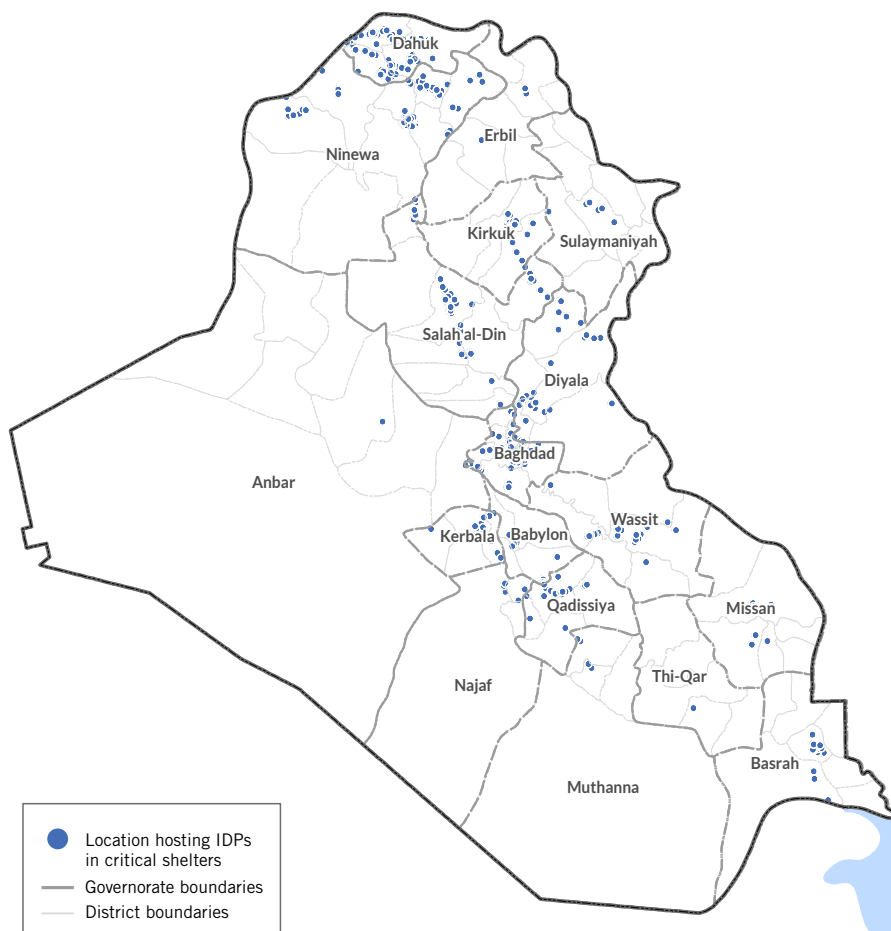 Dahuk
Erbil
Ninewa
Kirkuk
Sulaymaniyah
Salah al-Din
Diyala
Baghdad
Anbar
Wassit
Kerbala
Babylon
Qadissiya
Missan
Thi-Qar
Najaf
Basrah
Muthanna
Location hosting IDPs
in critical shelters
Governorate boundaries
District boundaries